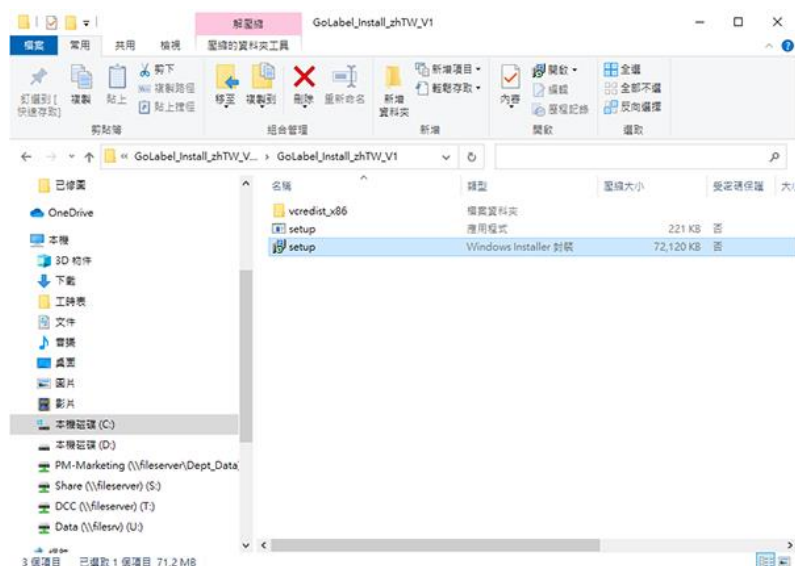 解壓縮
GoLabel_Install_zhTW_V1
檔案
常用
共用
檢視
壓縮的資料夾工具
釘選到 [
快速存取]
複製
貼上
剪下
複製路徑
貼上捷徑
剪貼簿
移至
複製到
刪除
重新命名
組合管理
新增
資料夾
新增項目
輕鬆存取
新增
內容
開啟
編輯
歷程記錄
開啟
全選
全部不選
反向選擇
選取
« GoLabel_Install_zhTW_V... › GoLabel_Install_zhTW_V1
名稱
類型
壓縮大小
受密碼保護
大
vcredist_x86
檔案資料夾
setup
應用程式
221 KB
否
setup
Windows Installer 封裝
72,120 KB
否
OneDrive
本機
3D 物件
下載
工時表
文件
音樂
桌面
圖片
影片
本機磁碟 (C:)
本機磁碟 (D:)
PM-Marketing (\\fileserver\Dept_Data)
Share (\\fileserver) (S:)
DCC (\\fileserver) (T:)
Data (\\filesrv) (U:)
3 個項目
已選取 1 個項目 71.2 MB